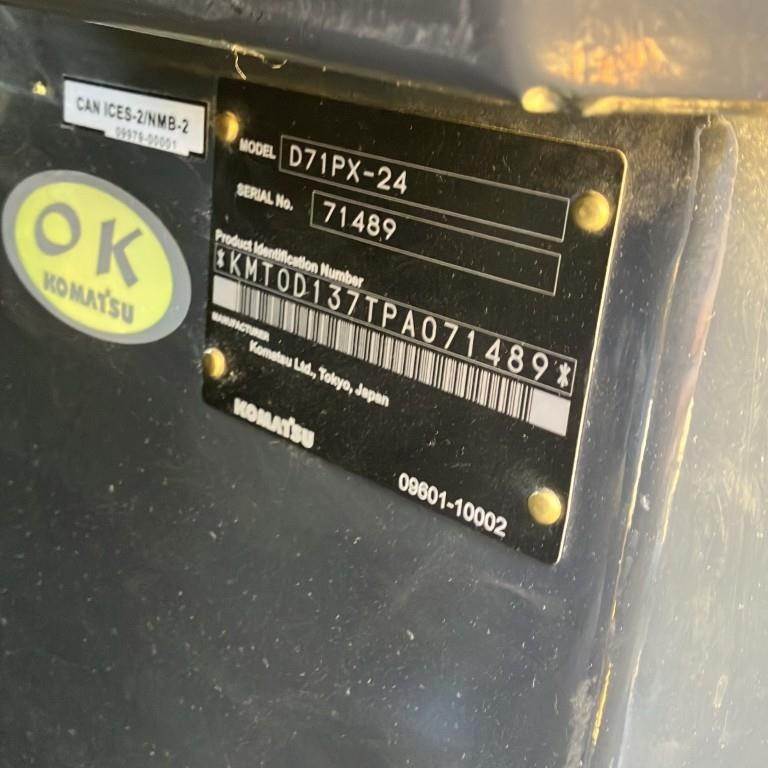 CAN ICES-2/NMB-2
09979-00001
OK
KOMATSU
MODEL D71PX-24
SERIAL No. 71489
Product Identification Number
*KMT0D137TPA071489*
MANUFACTURER
Komatsu Ltd., Tokyo, Japan
KOMATSU
09601-10002